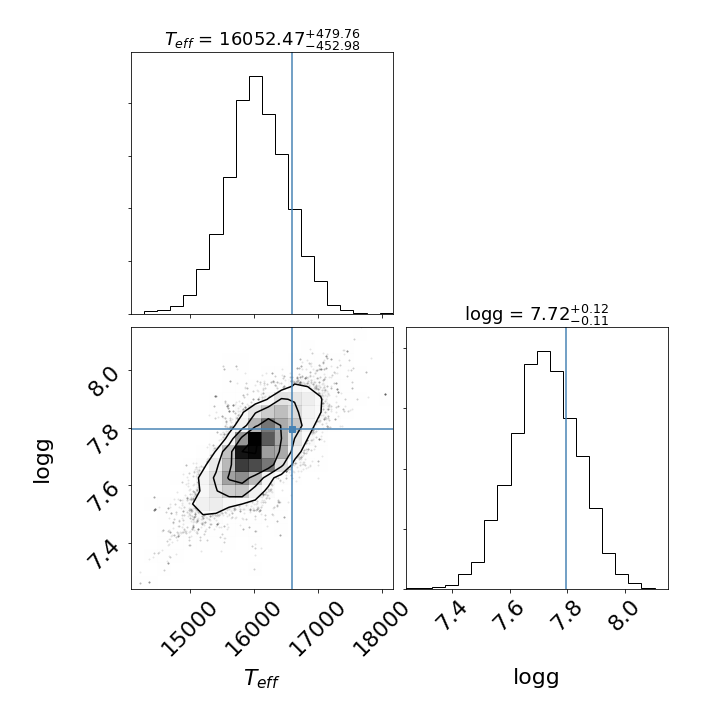 T_eff = 16052.47^{+479.76}_{-452.98}
logg = 7.72^{+0.12}_{-0.11}
logg
8.0
7.8
7.6
7.4
15000
16000
17000
18000
T_eff
7.4
7.6
7.8
8.0
logg